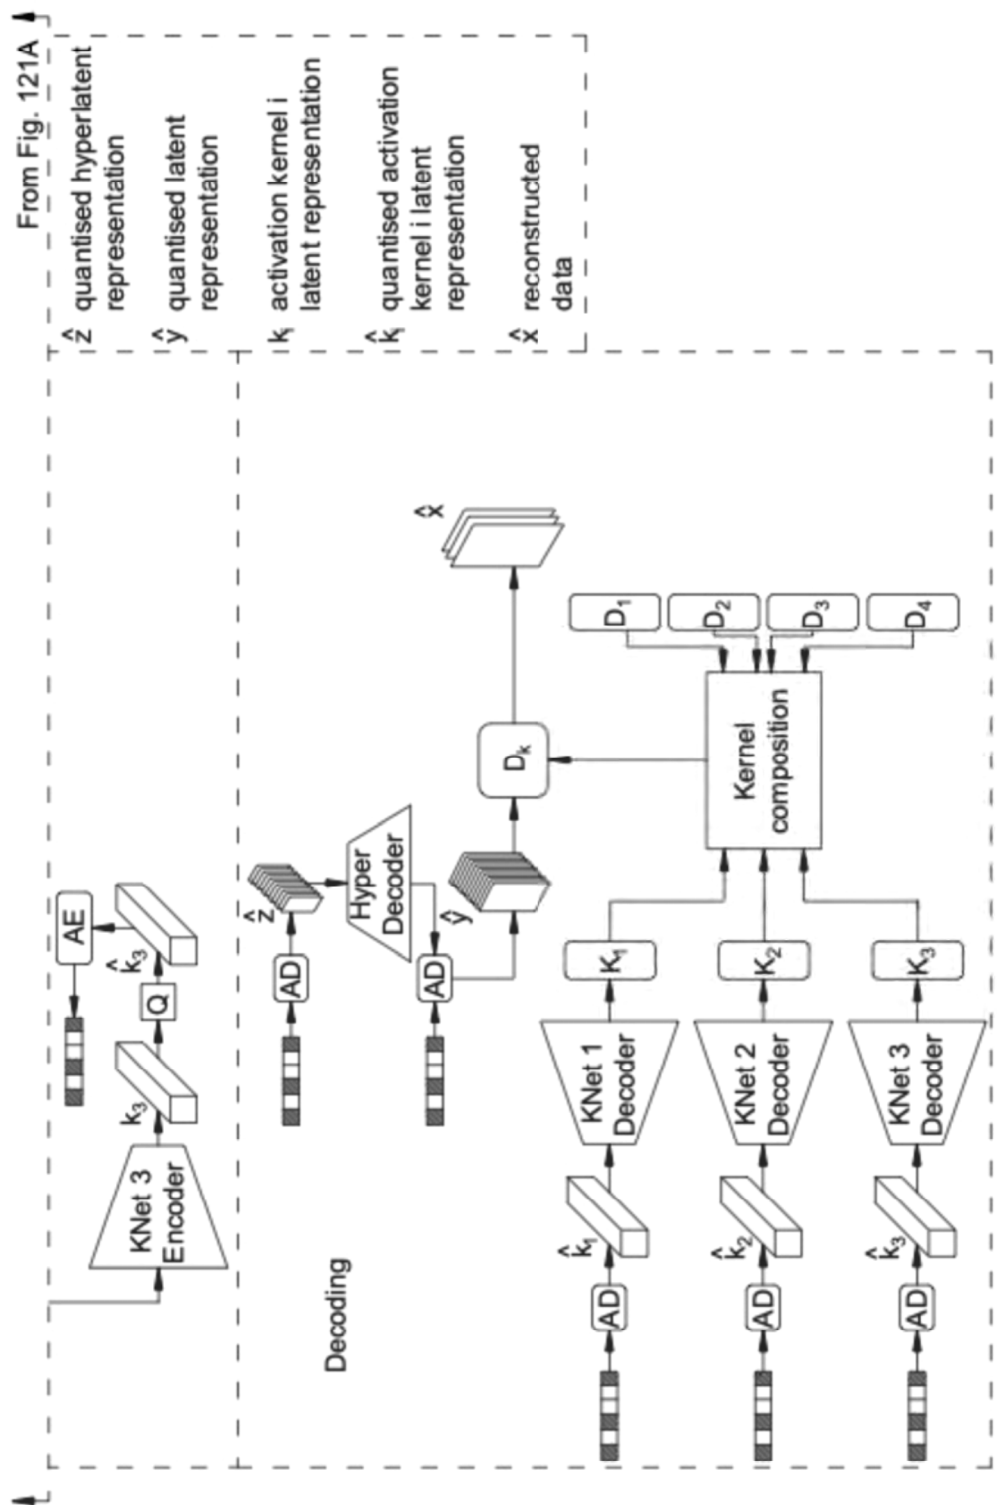 From Fig. 121A
KNet 3
Encoder
k₃
Q
k̂₃
AE
ẑ quantised hyperlatent
representation
ŷ quantised latent
representation
kᵢ activation kernel i
latent representation
k̂ᵢ quantised activation
kernel i latent
representation
x̂ reconstructed
data
Decoding
AD
ẑ
Hyper
Decoder
AD
ŷ
Dₖ
x̂
AD
k̂₁
KNet 1
Decoder
K₁
AD
k̂₂
KNet 2
Decoder
K₂
AD
k̂₃
KNet 3
Decoder
K₃
Kernel
composition
D₁
D₂
D₃
D₄